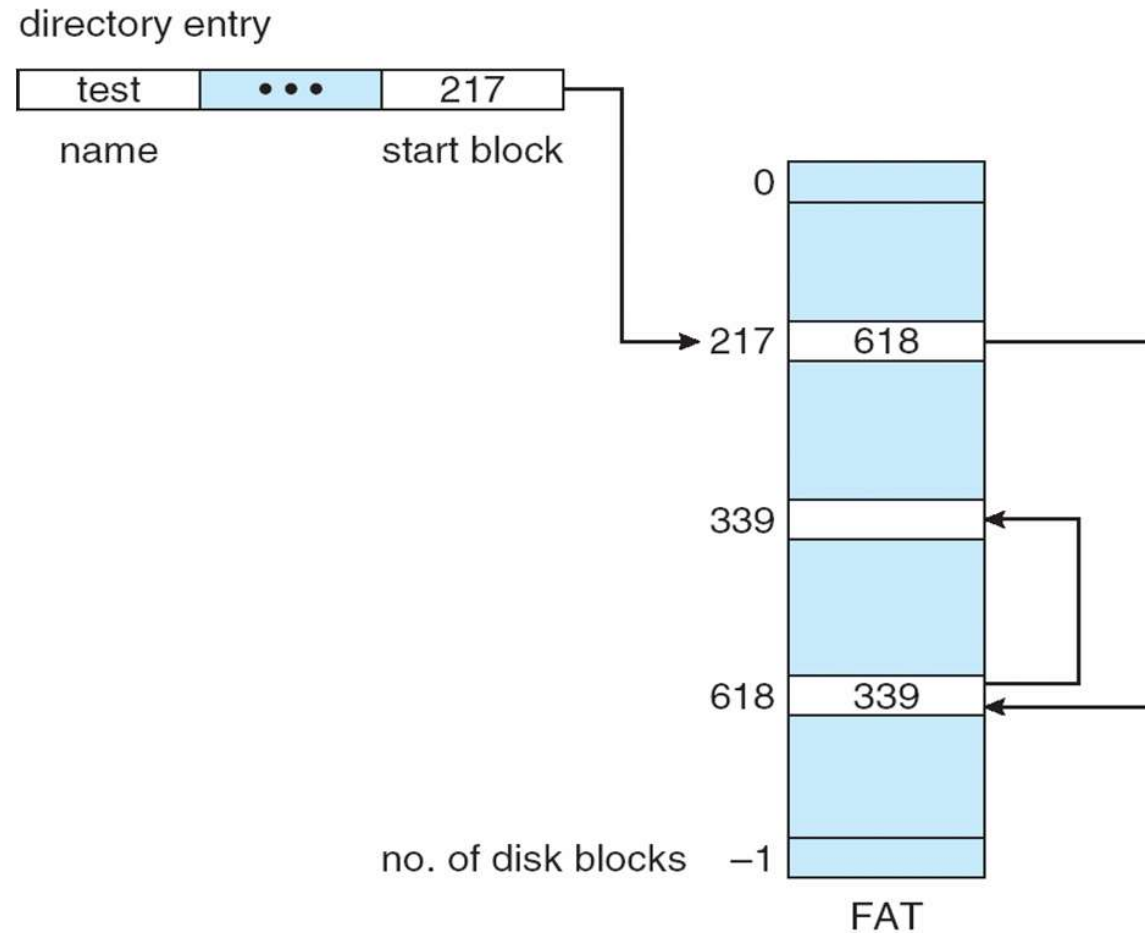 directory entry
test ••• 217
name start block
0
217 618
339
618 339
no. of disk blocks –1
FAT